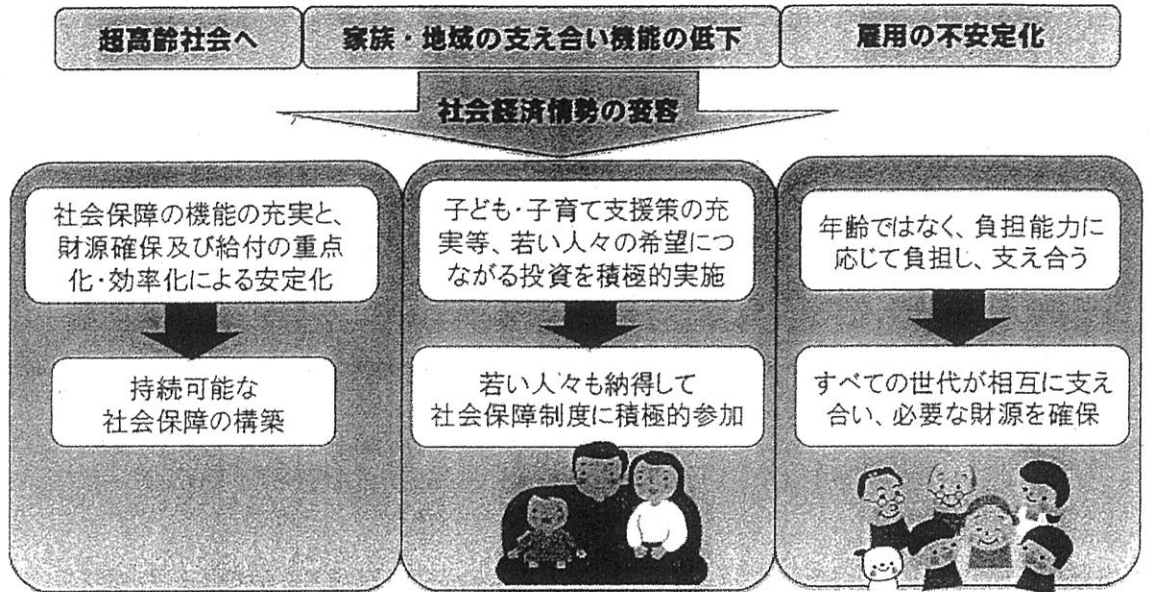 超高齢社会へ
家族・地域の支え合い機能の低下
雇用の不安定化
社会経済情勢の変容
社会保障の機能の充実と、
財源確保及び給付の重点
化・効率化による安定化
持続可能な
社会保障の構築
子ども・子育て支援策の充
実等、若い人々の希望につ
ながる投資を積極的実施
若い人々も納得して
社会保障制度に積極的参加
年齢ではなく、負担能力に
応じて負担し、支え合う
すべての世代が相互に支え
合い、必要な財源を確保